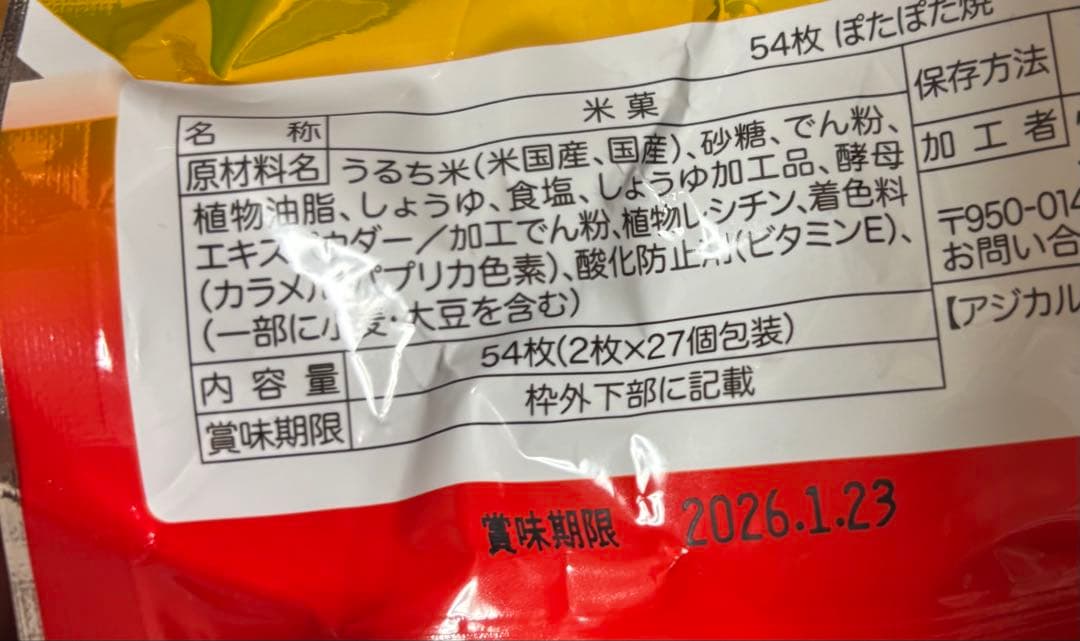 54枚 ぽたぽた焼
名称 米菓
原材料名 うるち米(米国産、国産)、砂糖、でん粉、
植物油脂、しょうゆ、食塩、しょうゆ加工品、酵母
エキスパウダー/加工でん粉、植物レシチン、着色料
(カラメル、パプリカ色素)、酸化防止剤(ビタミンE)、
(一部に小麦・大豆を含む)
内容量 54枚(2枚×27個包装)
賞味期限 枠外下部に記載
保存方法
加工者
〒950-014
お問い合
【アジカル
賞味期限 2026.1.23